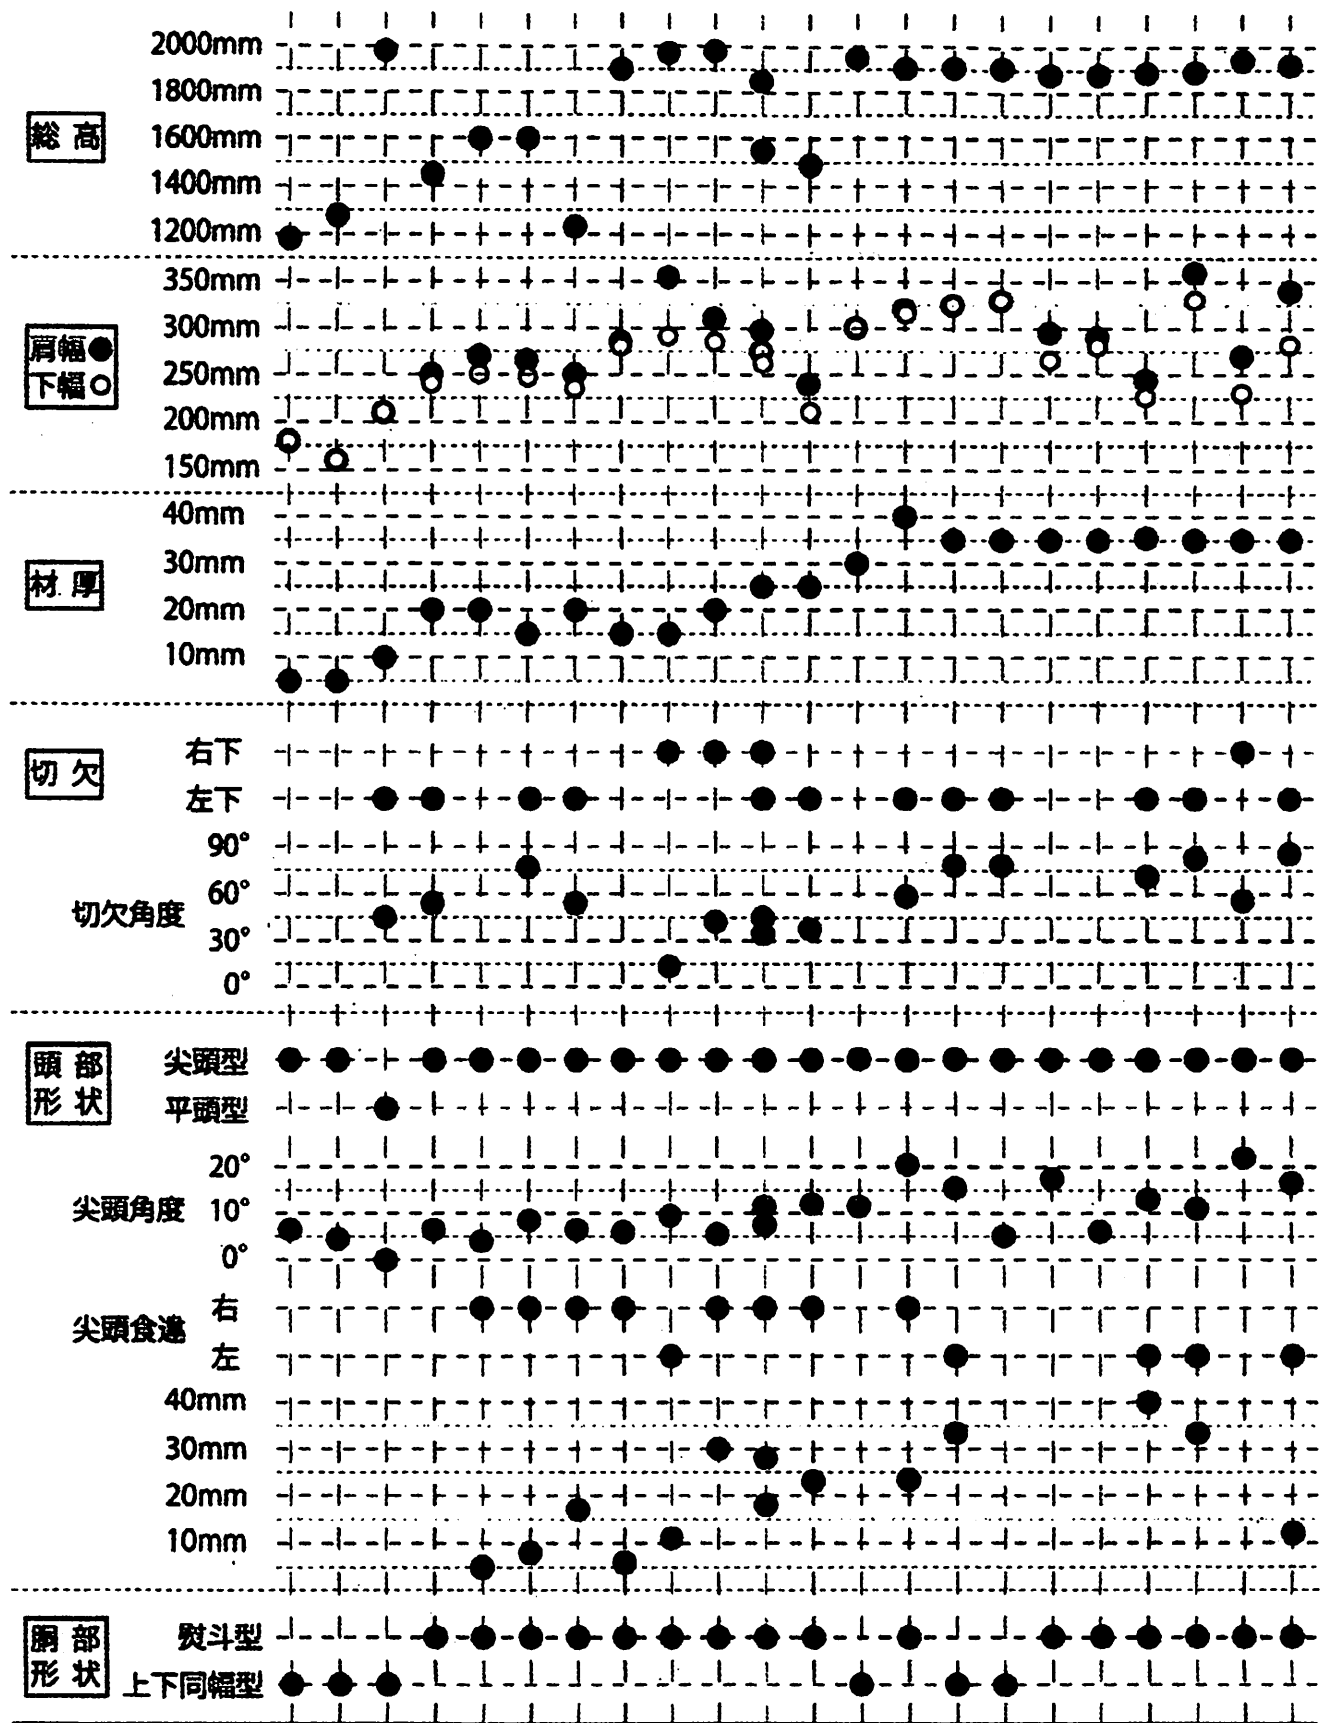 2000mm
1800mm
総高
1600mm
1400mm
1200mm
350mm
300mm
肩幅●
下幅○
250mm
200mm
150mm
40mm
30mm
材厚
20mm
10mm
右下
切欠
左下
90°
60°
切欠角度
30°
0°
頭部
形状
尖頭型
平頭型
20°
尖頭角度
10°
0°
右
尖頭食違
左
40mm
30mm
20mm
10mm
胴部
形状
熨斗型
上下同幅型